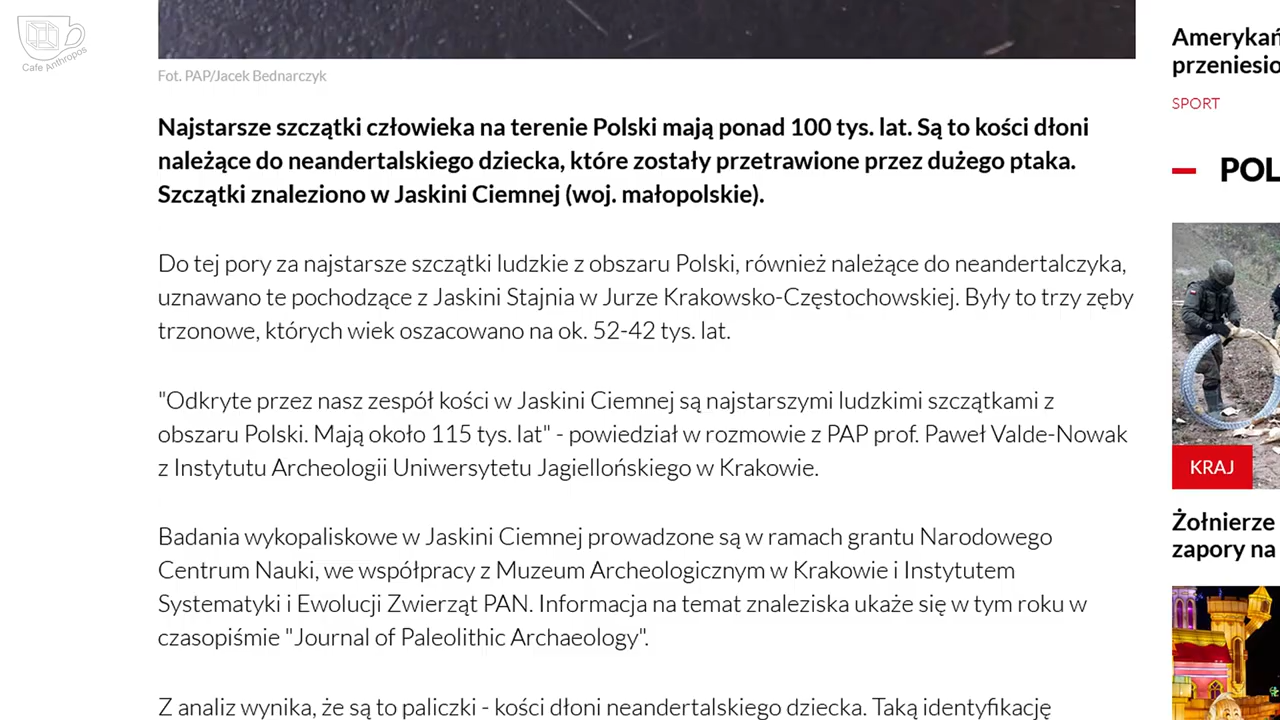 Cafe Anthropos
Fot. PAP/Jacek Bednarczyk
Najstarsze szczątki człowieka na terenie Polski mają ponad 100 tys. lat. Są to kości dłoni
należące do neandertalskiego dziecka, które zostały przetrawione przez dużego ptaka.
Szczątki znaleziono w Jaskini Ciemnej (woj. małopolskie).
Do tej pory za najstarsze szczątki ludzkie z obszaru Polski, również należące do neandertalczyka,
uznawano te pochodzące z Jaskini Stajnia w Jurze Krakowsko-Częstochowskiej. Były to trzy zęby
trzonowe, których wiek oszacowano na ok. 52-42 tys. lat.
"Odkryte przez nasz zespół kości w Jaskini Ciemnej są najstarszymi ludzkimi szczątkami z
obszaru Polski. Mają około 115 tys. lat" - powiedział w rozmowie z PAP prof. Paweł Valde-Nowak
z Instytutu Archeologii Uniwersytetu Jagiellońskiego w Krakowie.
Badania wykopaliskowe w Jaskini Ciemnej prowadzone są w ramach grantu Narodowego
Centrum Nauki, we współpracy z Muzeum Archeologicznym w Krakowie i Instytutem
Systematyki i Ewolucji Zwierząt PAN. Informacja na temat znaleziska ukaże się w tym roku w
czasopiśmie "Journal of Paleolithic Archaeology".
Z analiz wynika, że są to paliczki - kości dłoni neandertalskiego dziecka. Taką identyfikację
Amerykań
przeniesio
SPORT
POL
KRAJ
Żołnierze
zapory na